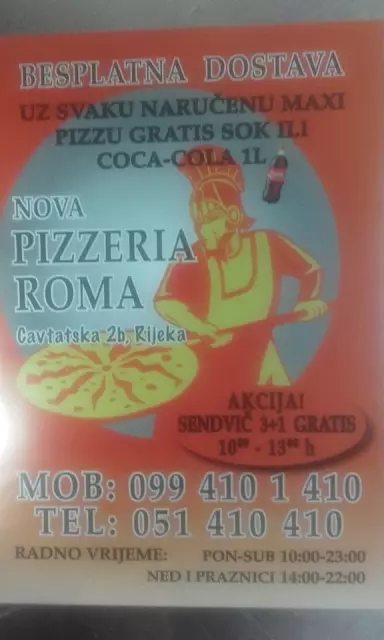 BESPLATNA DOSTAVA
UZ SVAKU NARUČENU MAXI
PIZZU GRATIS SOK ILI
COCA-COLA 1L
NOVA
PIZZERIA
ROMA
Cavtatska 2b, Rijeka
AKCIJA!
SENDVIČ 3+1 GRATIS
10⁰⁰ - 13⁰⁰ h
MOB: 099 410 1 410
TEL: 051 410 410
RADNO VRIJEME: PON-SUB 10:00-23:00
NED I PRAZNICI 14:00-22:00